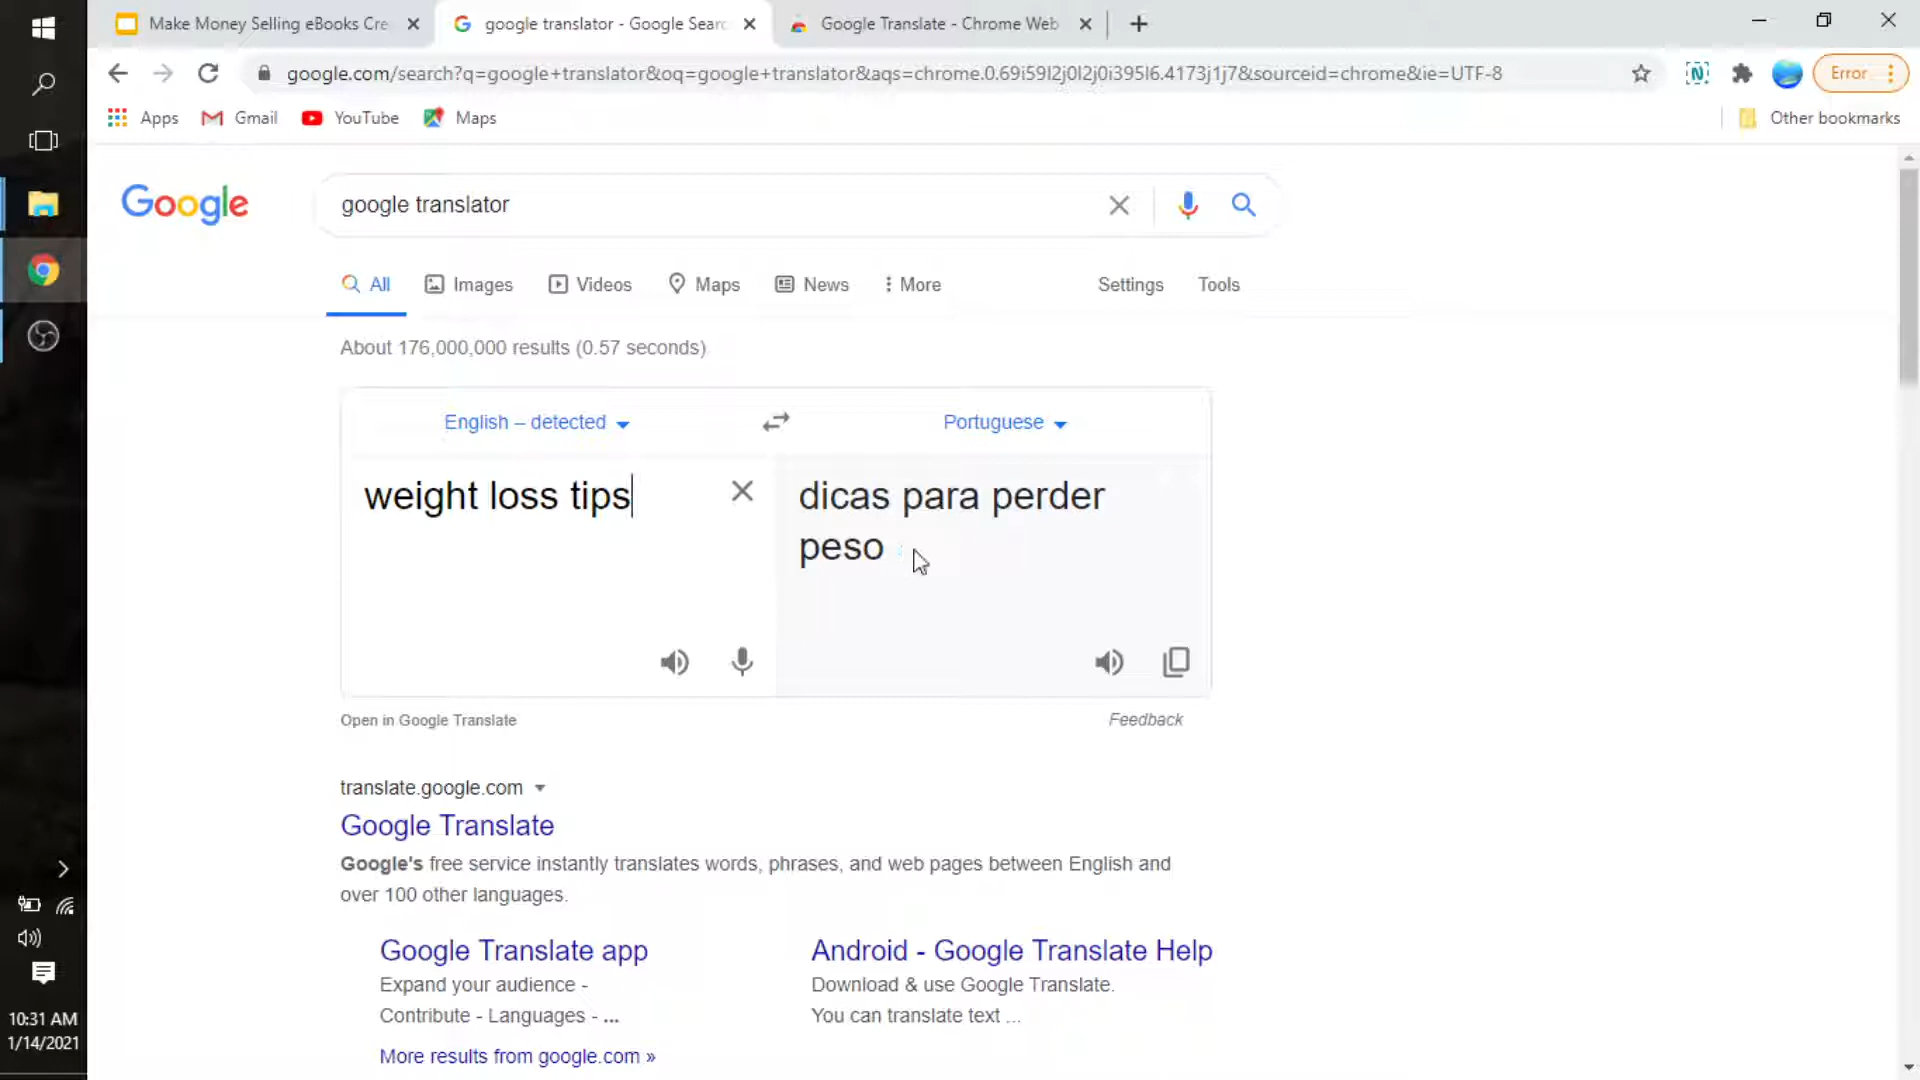 Make Money Selling eBooks Cre
google translator - Google Searc
Google Translate - Chrome Web
google.com/search?q=google+translator&oq=google+translator&aqs=chrome.0.69i59l2j0l2j0i395l6.4173j1j7&sourceid=chrome&ie=UTF-8
Error
Apps
Gmail
YouTube
Maps
Other bookmarks
Google
google translator
All
Images
Videos
Maps
News
More
Settings
Tools
About 176,000,000 results (0.57 seconds)
English – detected
Portuguese
weight loss tips
dicas para perder
peso
Open in Google Translate
Feedback
translate.google.com
Google Translate
Google's free service instantly translates words, phrases, and web pages between English and
over 100 other languages.
Google Translate app
Expand your audience -
Contribute - Languages - ...
Android - Google Translate Help
Download & use Google Translate.
You can translate text ...
More results from google.com »
10:31 AM
1/14/2021